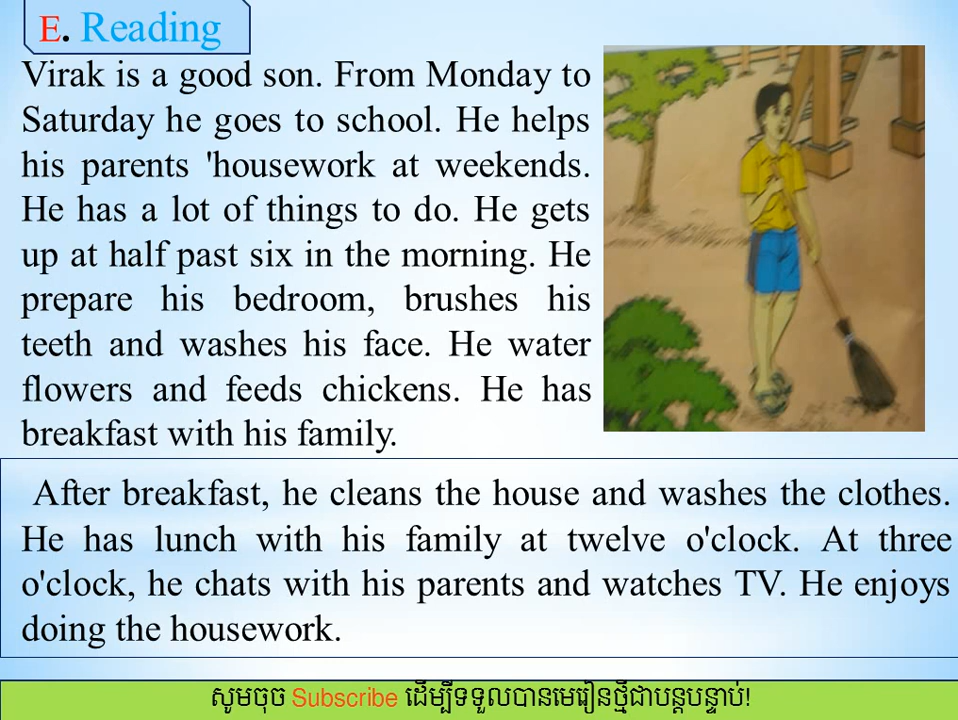 E. Reading
Virak is a good son. From Monday to
Saturday he goes to school. He helps
his parents 'housework at weekends.
He has a lot of things to do. He gets
up at half past six in the morning. He
prepare his bedroom, brushes his
teeth and washes his face. He water
flowers and feeds chickens. He has
breakfast with his family.
After breakfast, he cleans the house and washes the clothes.
He has lunch with his family at twelve o'clock. At three
o'clock, he chats with his parents and watches TV. He enjoys
doing the housework.
សូមចុច Subscribe ដើម្បីទទួលបានមេរៀនថ្មីជាបន្តបន្ទាប់!